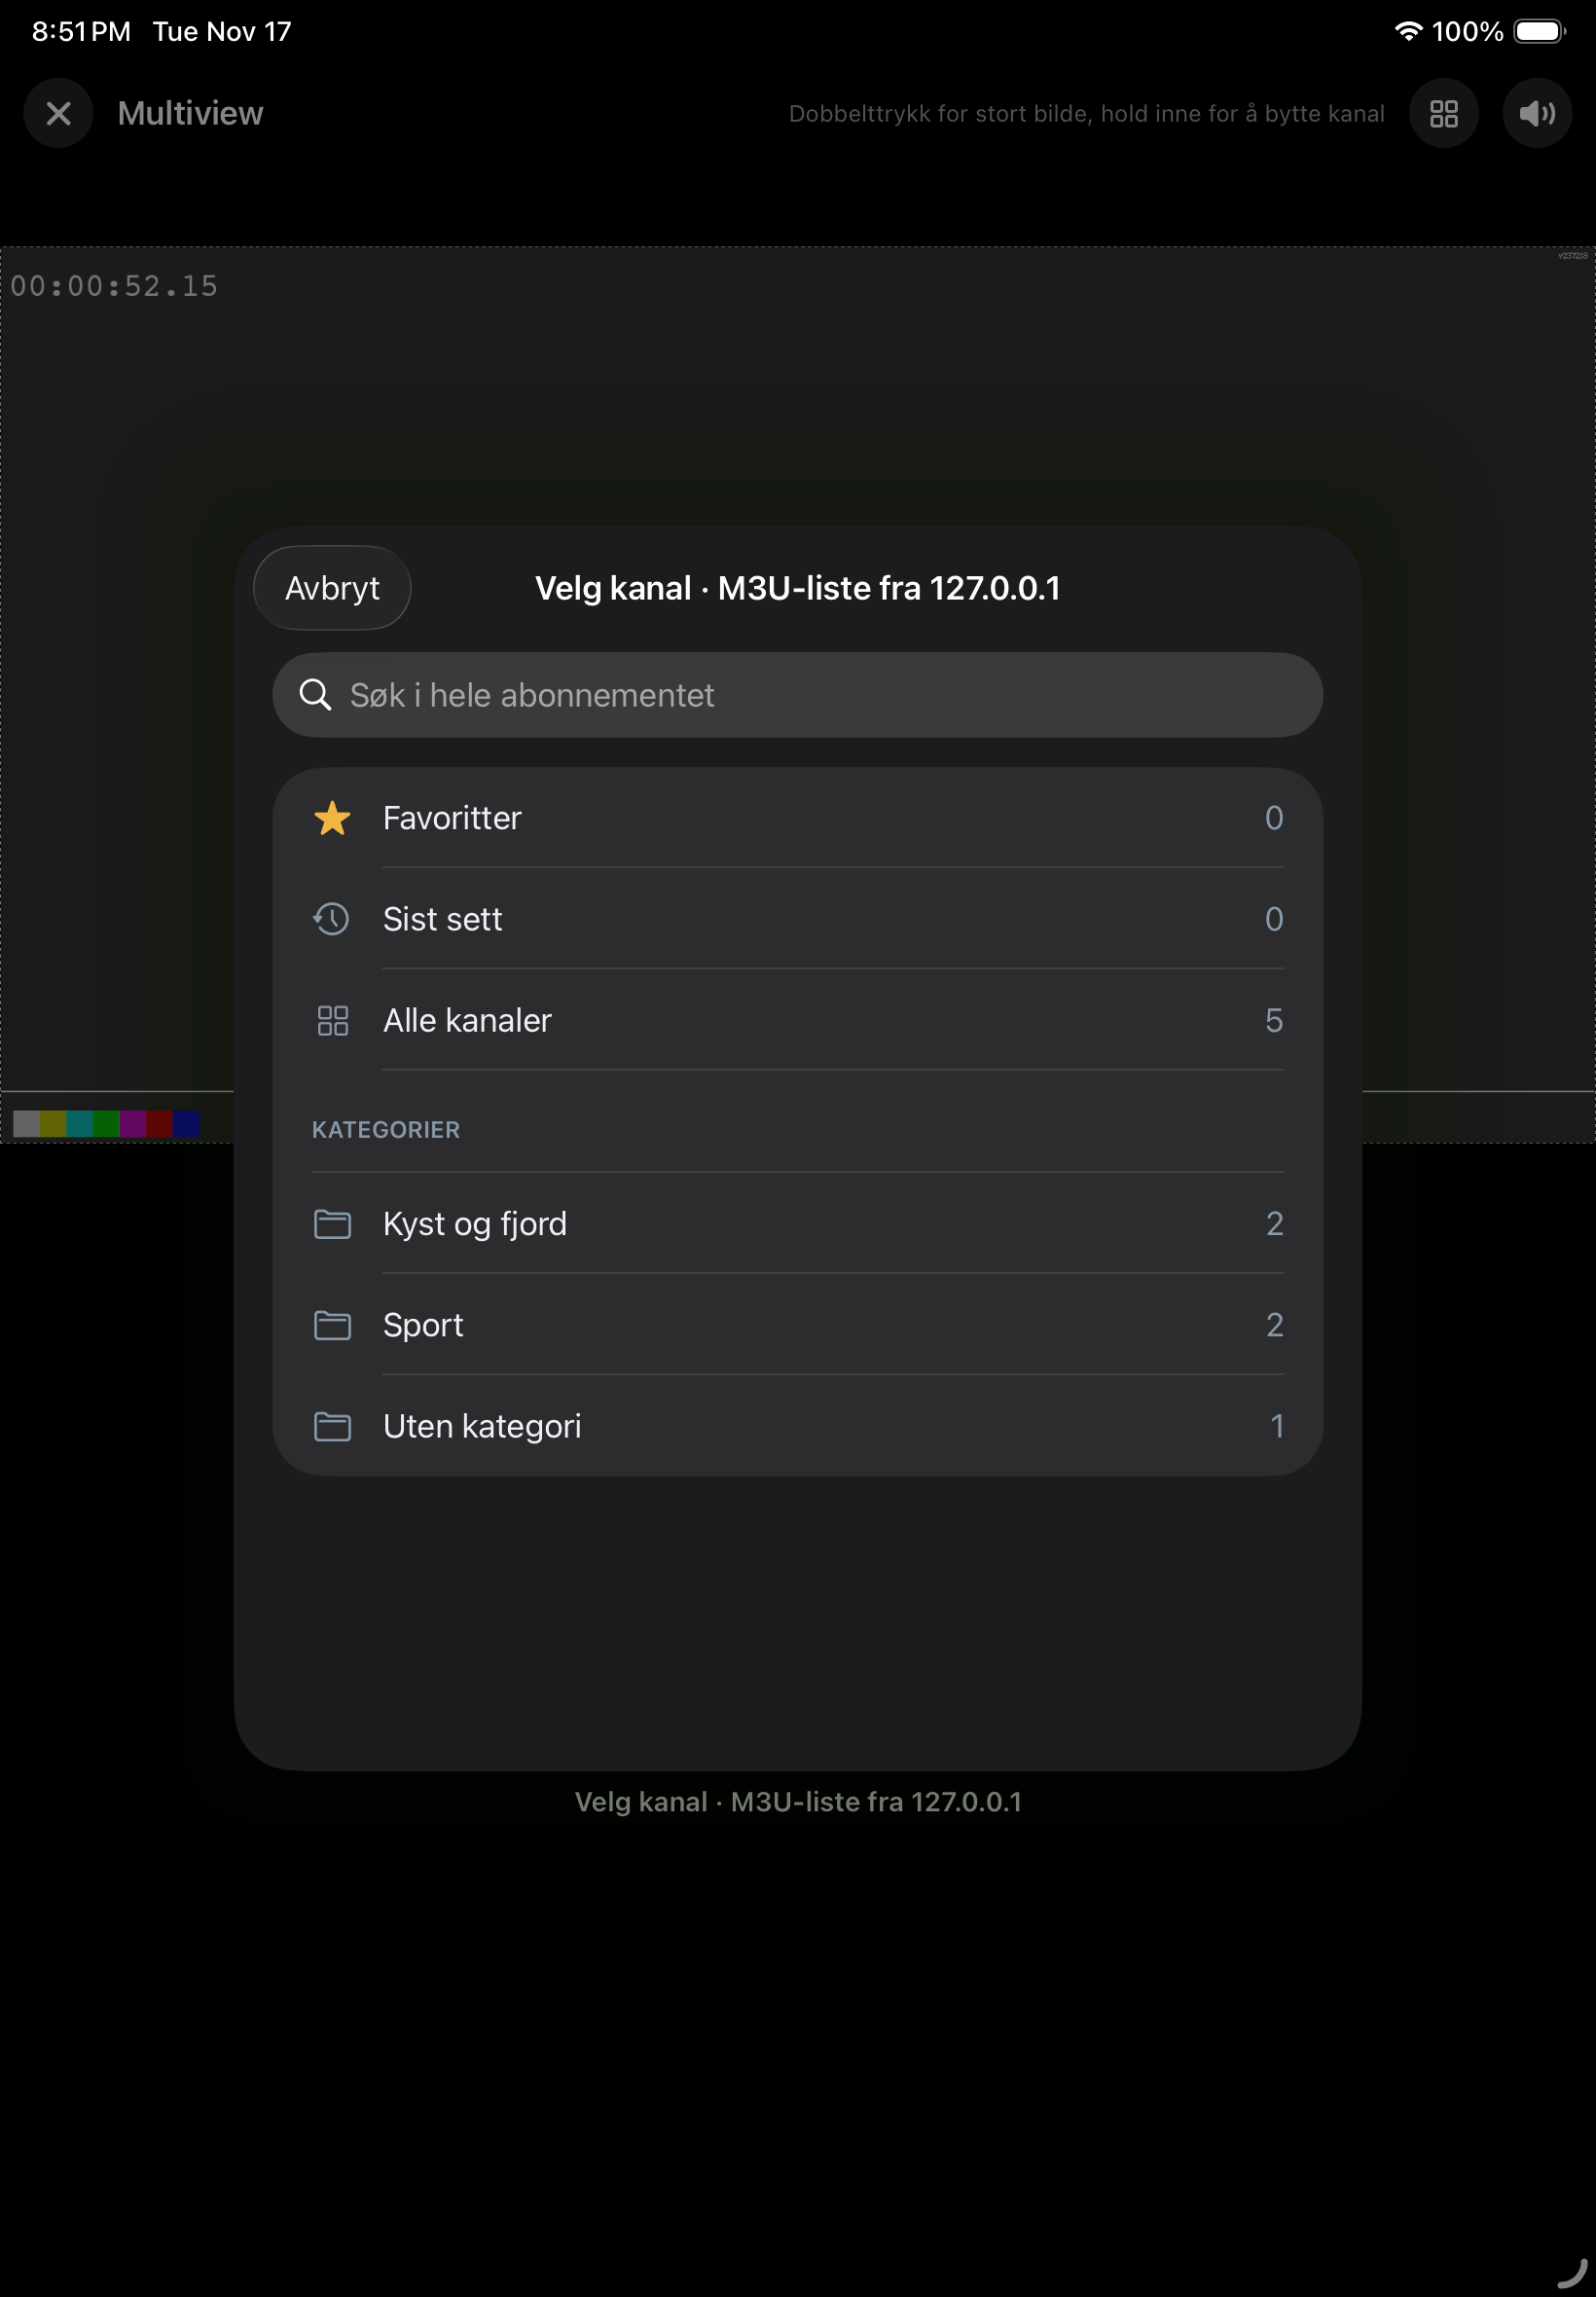 8:51 PM Tue Nov 17
100%
Multiview
Dobbelttrykk for stort bilde, hold inne for å bytte kanal
v237218
00:00:52.15
Avbryt
Velg kanal · M3U-liste fra 127.0.0.1
Søk i hele abonnementet
Favoritter 0
Sist sett 0
Alle kanaler 5
KATEGORIER
Kyst og fjord 2
Sport 2
Uten kategori 1
Velg kanal · M3U-liste fra 127.0.0.1